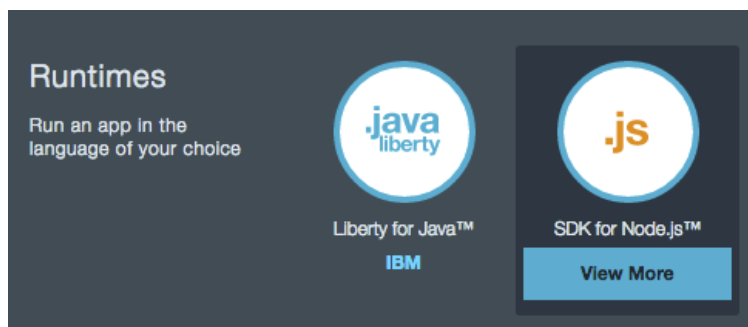 Runtimes
Run an app in the
language of your choice
.java
liberty
Liberty for Java™
IBM
.js
SDK for Node.js™
View More